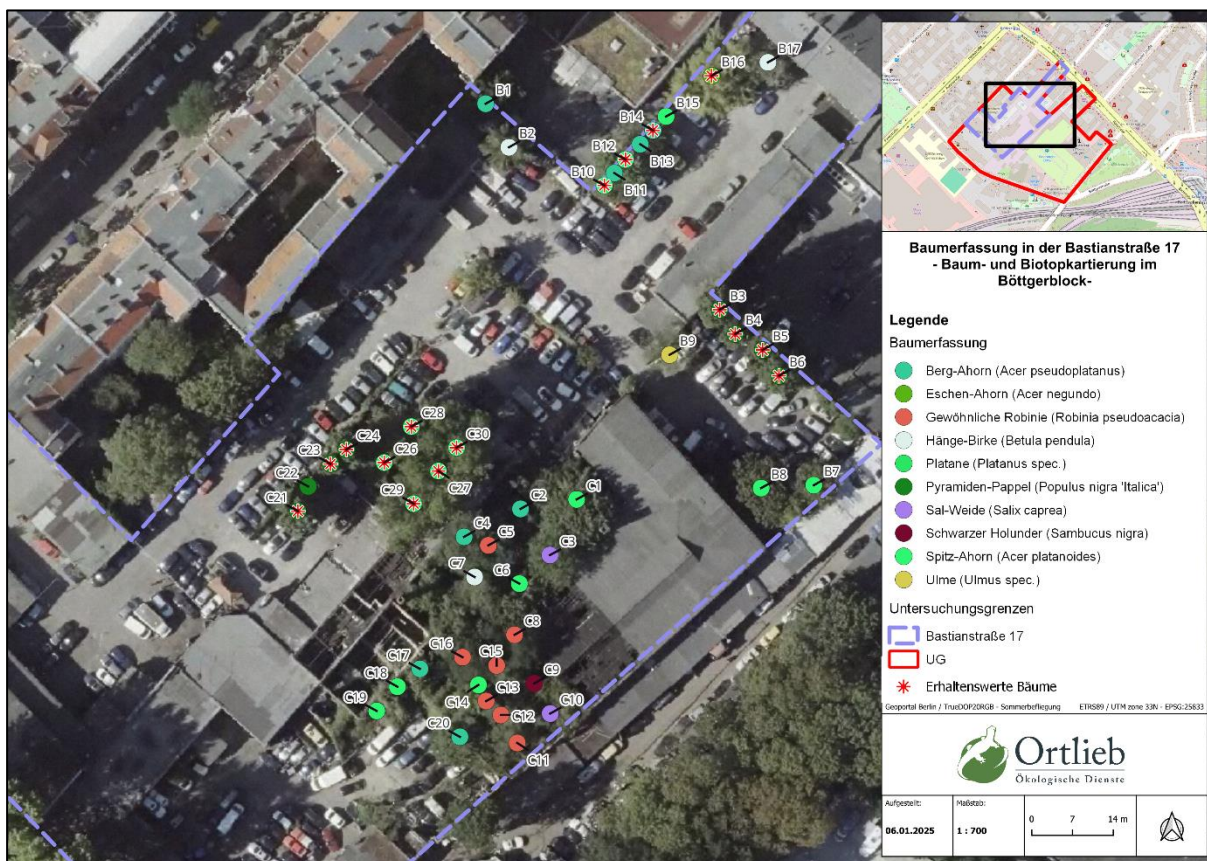 B1
B2
B17
B16
B15
B14
B13
B12
B11
B10
B3
B4
B5
B6
B9
B8
B7
C28
C30
C24
C23
C26
C22
C27
C21
C29
C1
C2
C4
C5
C3
C7
C6
C8
C16
C15
C17
C9
C18
C13
C10
C14
C19
C12
C20
C11
Baumerfassung in der Bastianstraße 17
- Baum- und Biotopkartierung im
Böttgerblock-
Legende
Baumerfassung
Berg-Ahorn (Acer pseudoplatanus)
Eschen-Ahorn (Acer negundo)
Gewöhnliche Robinie (Robinia pseudoacacia)
Hänge-Birke (Betula pendula)
Platane (Platanus spec.)
Pyramiden-Pappel (Populus nigra 'Italica')
Sal-Weide (Salix caprea)
Schwarzer Holunder (Sambucus nigra)
Spitz-Ahorn (Acer platanoides)
Ulme (Ulmus spec.)
Untersuchungsgrenzen
Bastianstraße 17
UG
Erhaltenswerte Bäume
Geoportal Berlin / TrueDOP20RGB - Sommerbefliegung ETRS89 / UTM zone 33N - EPSG:25833
Ortlieb
Ökologische Dienste
Aufgestellt: Maßstab:
06.01.2025 1 : 700
0 7 14 m